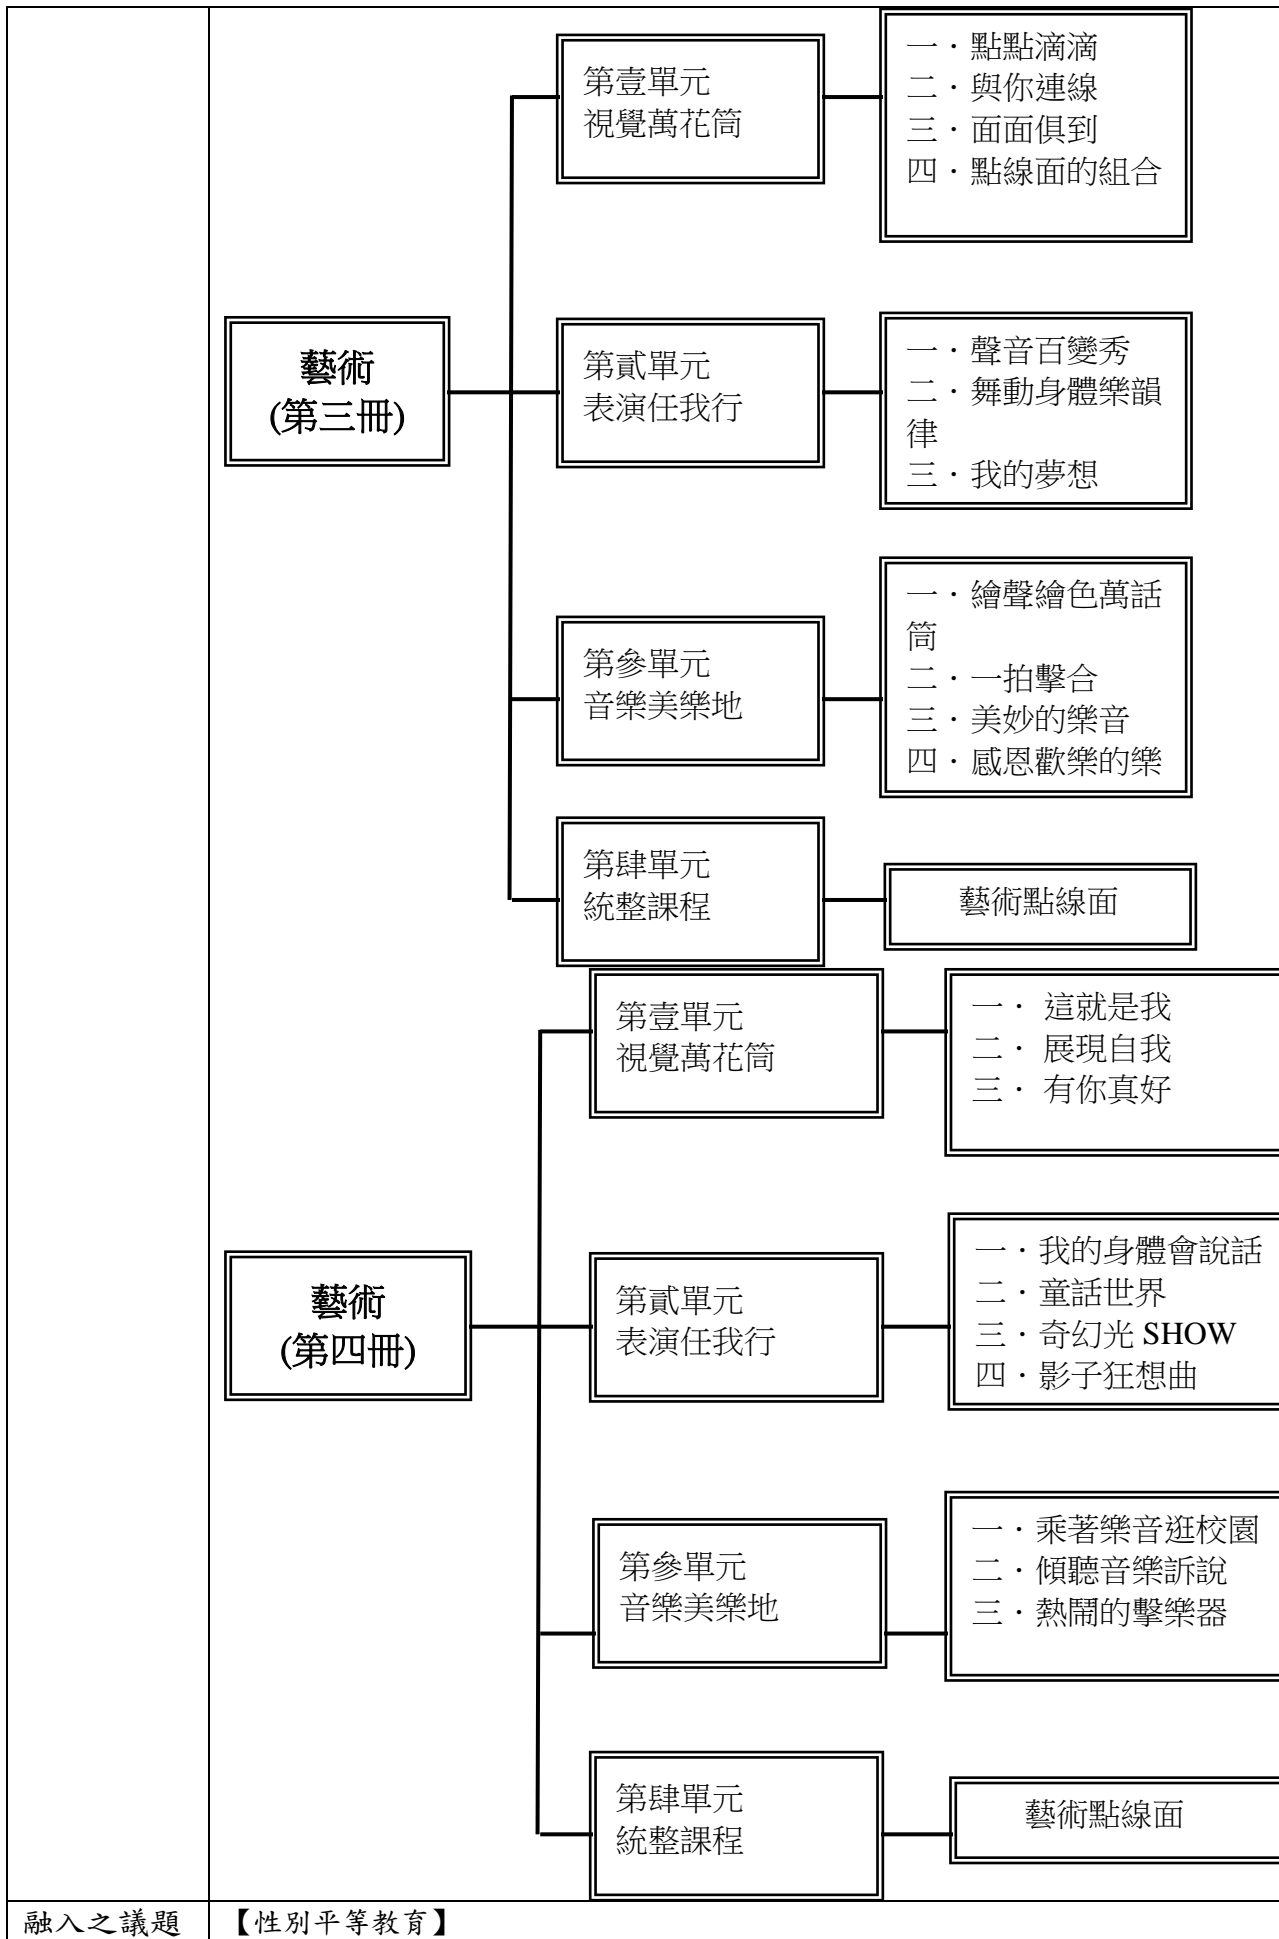 藝術
(第三冊)
第壹單元
視覺萬花筒
一．點點滴滴
二．與你連線
三．面面俱到
四．點線面的組合
第貳單元
表演任我行
一．聲音百變秀
二．舞動身體樂韻
律
三．我的夢想
第參單元
音樂美樂地
一．繪聲繪色萬話
筒
二．一拍擊合
三．美妙的樂音
四．感恩歡樂的樂
第肆單元
統整課程
藝術點線面
藝術
(第四冊)
第壹單元
視覺萬花筒
一． 這就是我
二． 展現自我
三． 有你真好
第貳單元
表演任我行
一．我的身體會說話
二．童話世界
三．奇幻光 SHOW
四．影子狂想曲
第參單元
音樂美樂地
一．乘著樂音逛校園
二．傾聽音樂訴說
三．熱鬧的擊樂器
第肆單元
統整課程
藝術點線面
融入之議題
【性別平等教育】